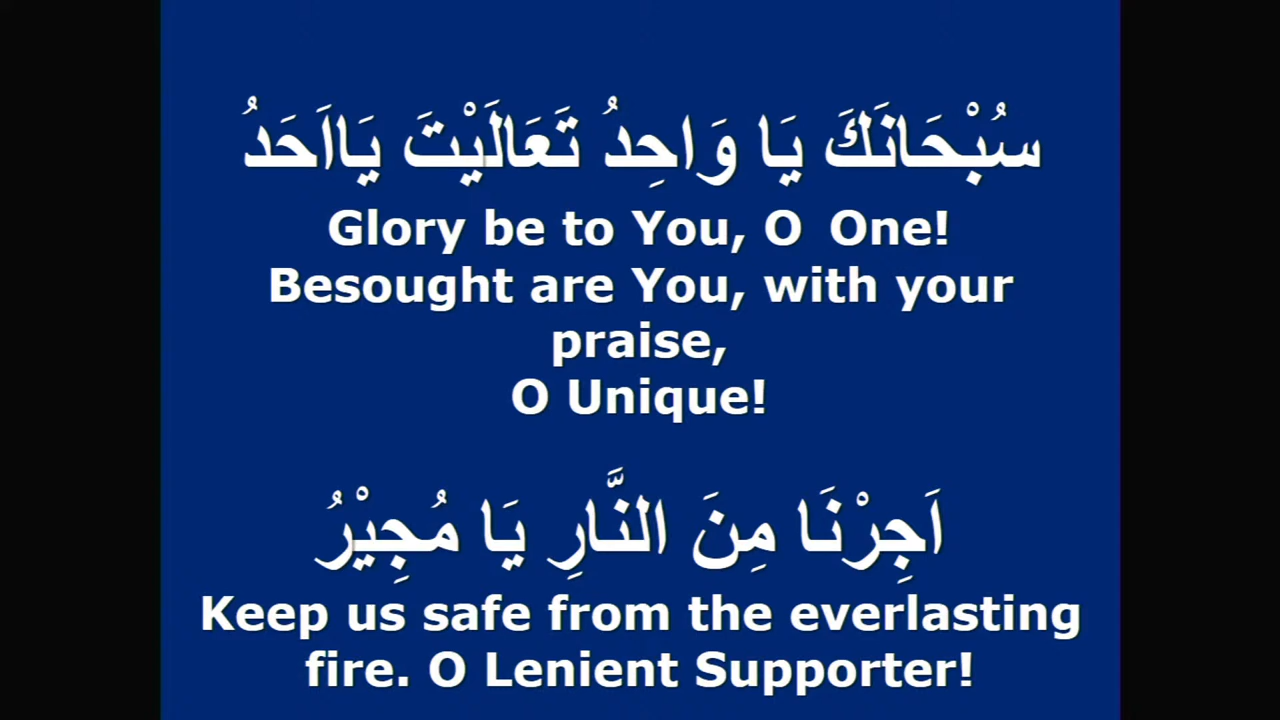 سُبْحَانَكَ يَا وَاحِدُ تَعَالَيْتَ يَااَحَدُ
Glory be to You, O One!
Besought are You, with your
praise,
O Unique!
اَجِرْنَا مِنَ النَّارِ يَا مُجِيْرُ
Keep us safe from the everlasting
fire. O Lenient Supporter!